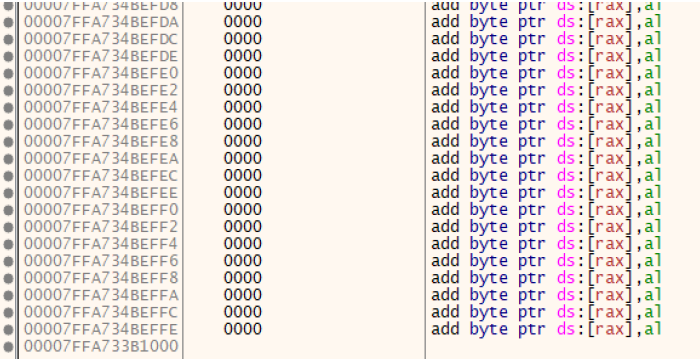 00007FFA734BEFD8 0000 add byte ptr ds:[rax],al
00007FFA734BEFDA 0000 add byte ptr ds:[rax],al
00007FFA734BEFDC 0000 add byte ptr ds:[rax],al
00007FFA734BEFDE 0000 add byte ptr ds:[rax],al
00007FFA734BEFE0 0000 add byte ptr ds:[rax],al
00007FFA734BEFE2 0000 add byte ptr ds:[rax],al
00007FFA734BEFE4 0000 add byte ptr ds:[rax],al
00007FFA734BEFE6 0000 add byte ptr ds:[rax],al
00007FFA734BEFE8 0000 add byte ptr ds:[rax],al
00007FFA734BEFEA 0000 add byte ptr ds:[rax],al
00007FFA734BEFEC 0000 add byte ptr ds:[rax],al
00007FFA734BEFEE 0000 add byte ptr ds:[rax],al
00007FFA734BEFF0 0000 add byte ptr ds:[rax],al
00007FFA734BEFF2 0000 add byte ptr ds:[rax],al
00007FFA734BEFF4 0000 add byte ptr ds:[rax],al
00007FFA734BEFF6 0000 add byte ptr ds:[rax],al
00007FFA734BEFF8 0000 add byte ptr ds:[rax],al
00007FFA734BEFFA 0000 add byte ptr ds:[rax],al
00007FFA734BEFFC 0000 add byte ptr ds:[rax],al
00007FFA734BEFFE 0000 add byte ptr ds:[rax],al
00007FFA733B1000